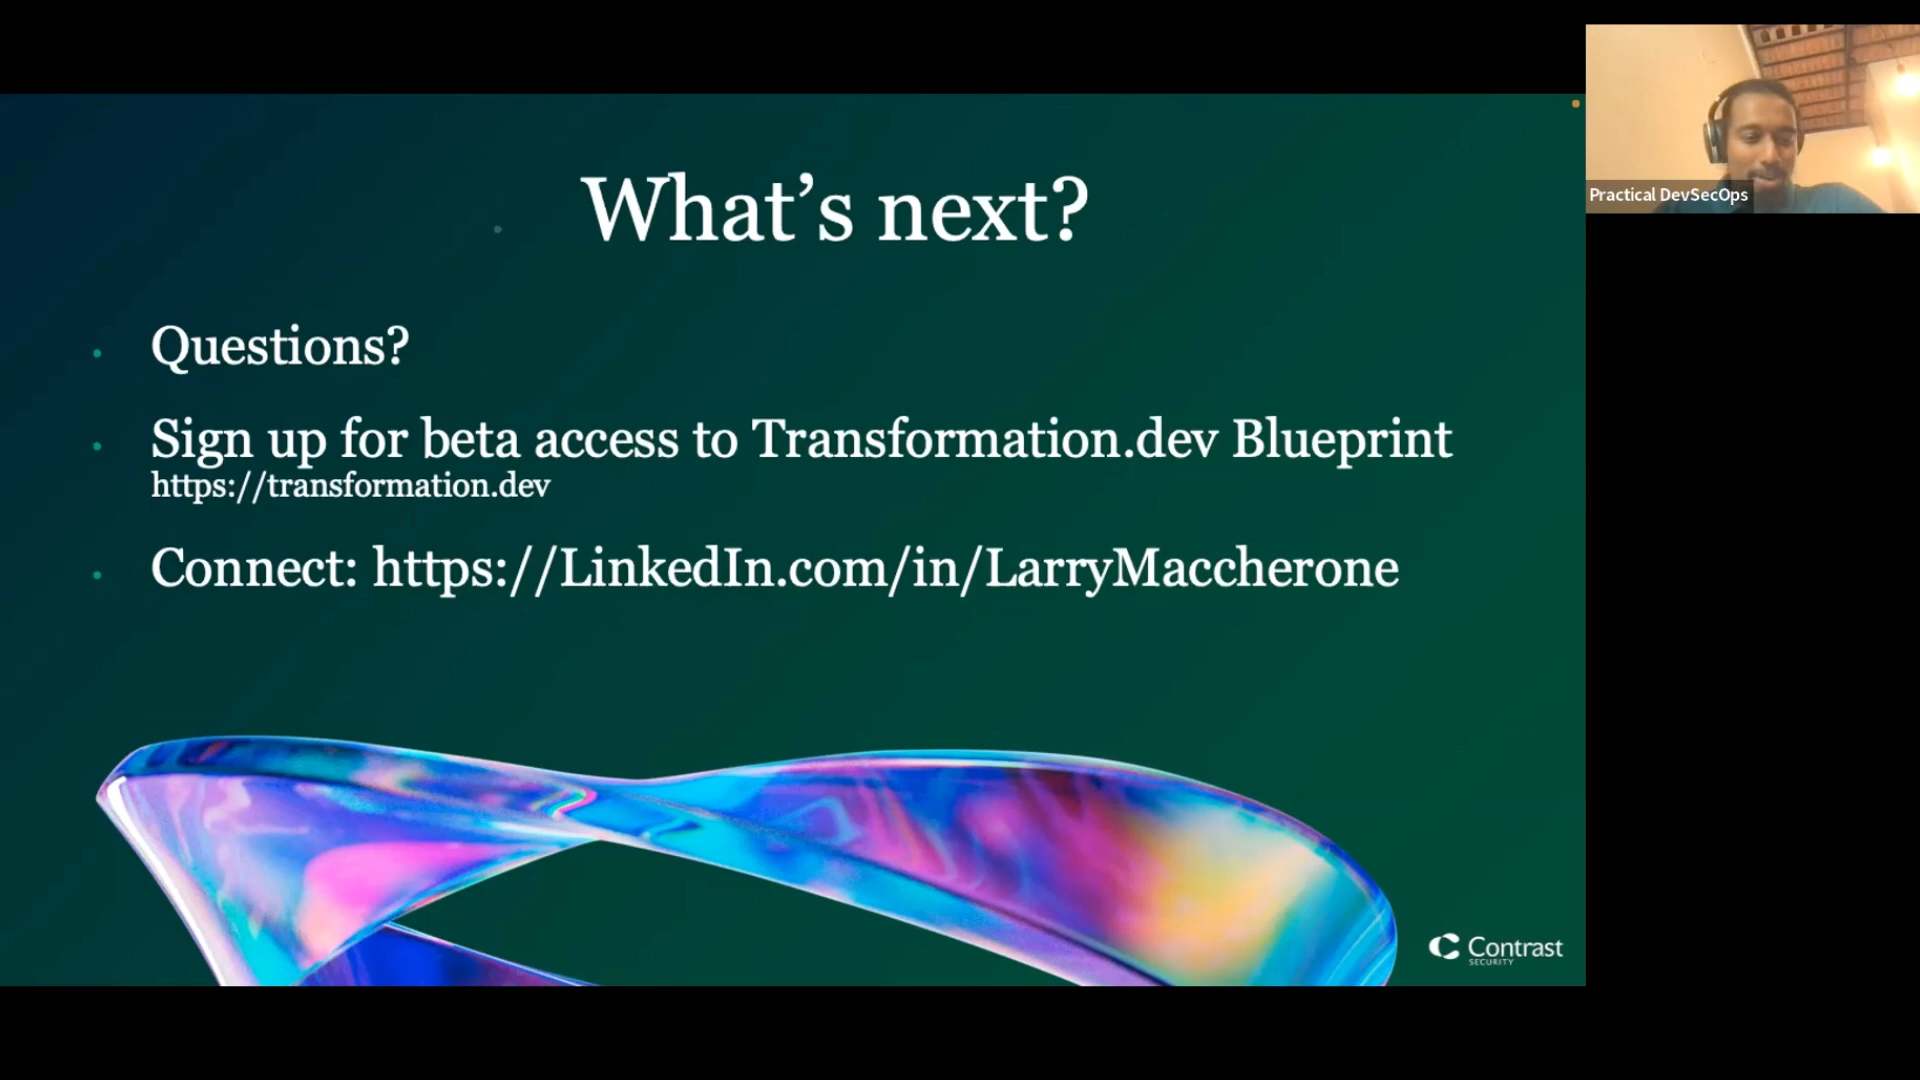 What’s next?
Questions?
Sign up for beta access to Transformation.dev Blueprint
https://transformation.dev
Connect: https://LinkedIn.com/in/LarryMaccherone
Contrast
SECURITY
Practical DevSecOps